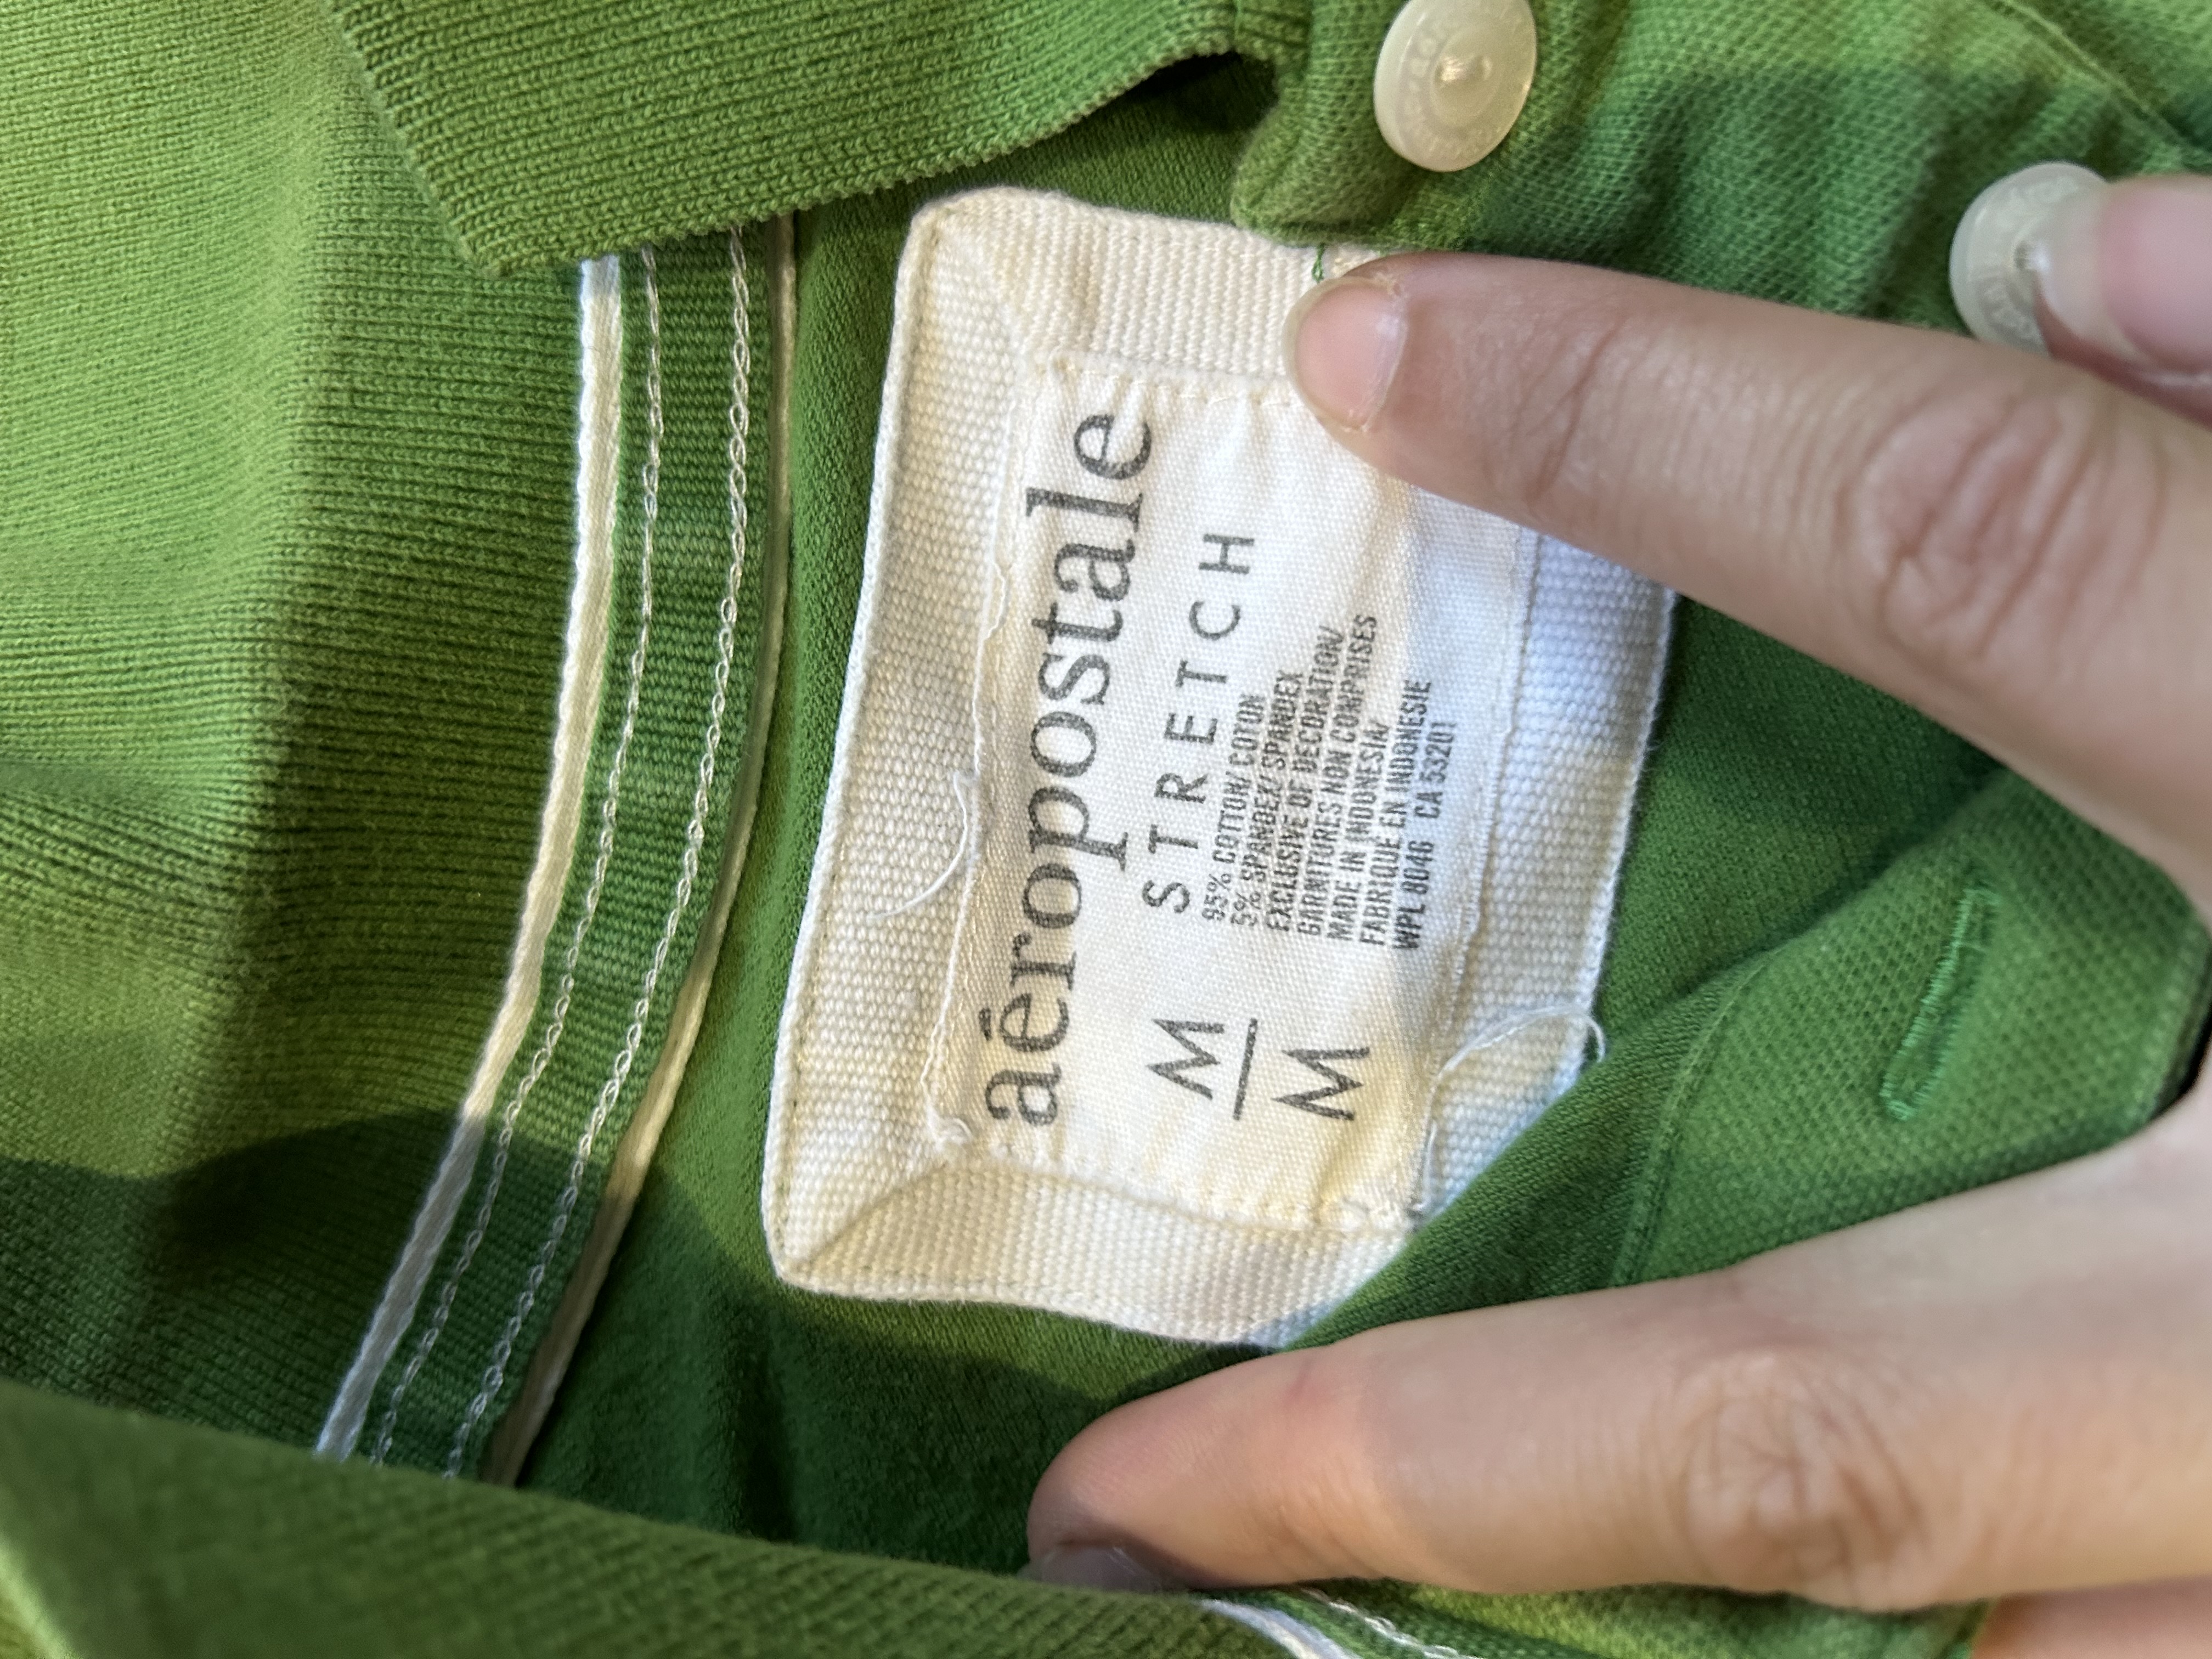 aéropostale
STRETCH
M
M
95% COTTON/ COTON
5% SPANDEX/ SPANDEX
EXCLUSIVE OF DECORATION/
GARNITURES NON COMPRISES
MADE IN INDONESIA/
FABRIQUE EN INDONESIE
WPL 8046 CA 53201